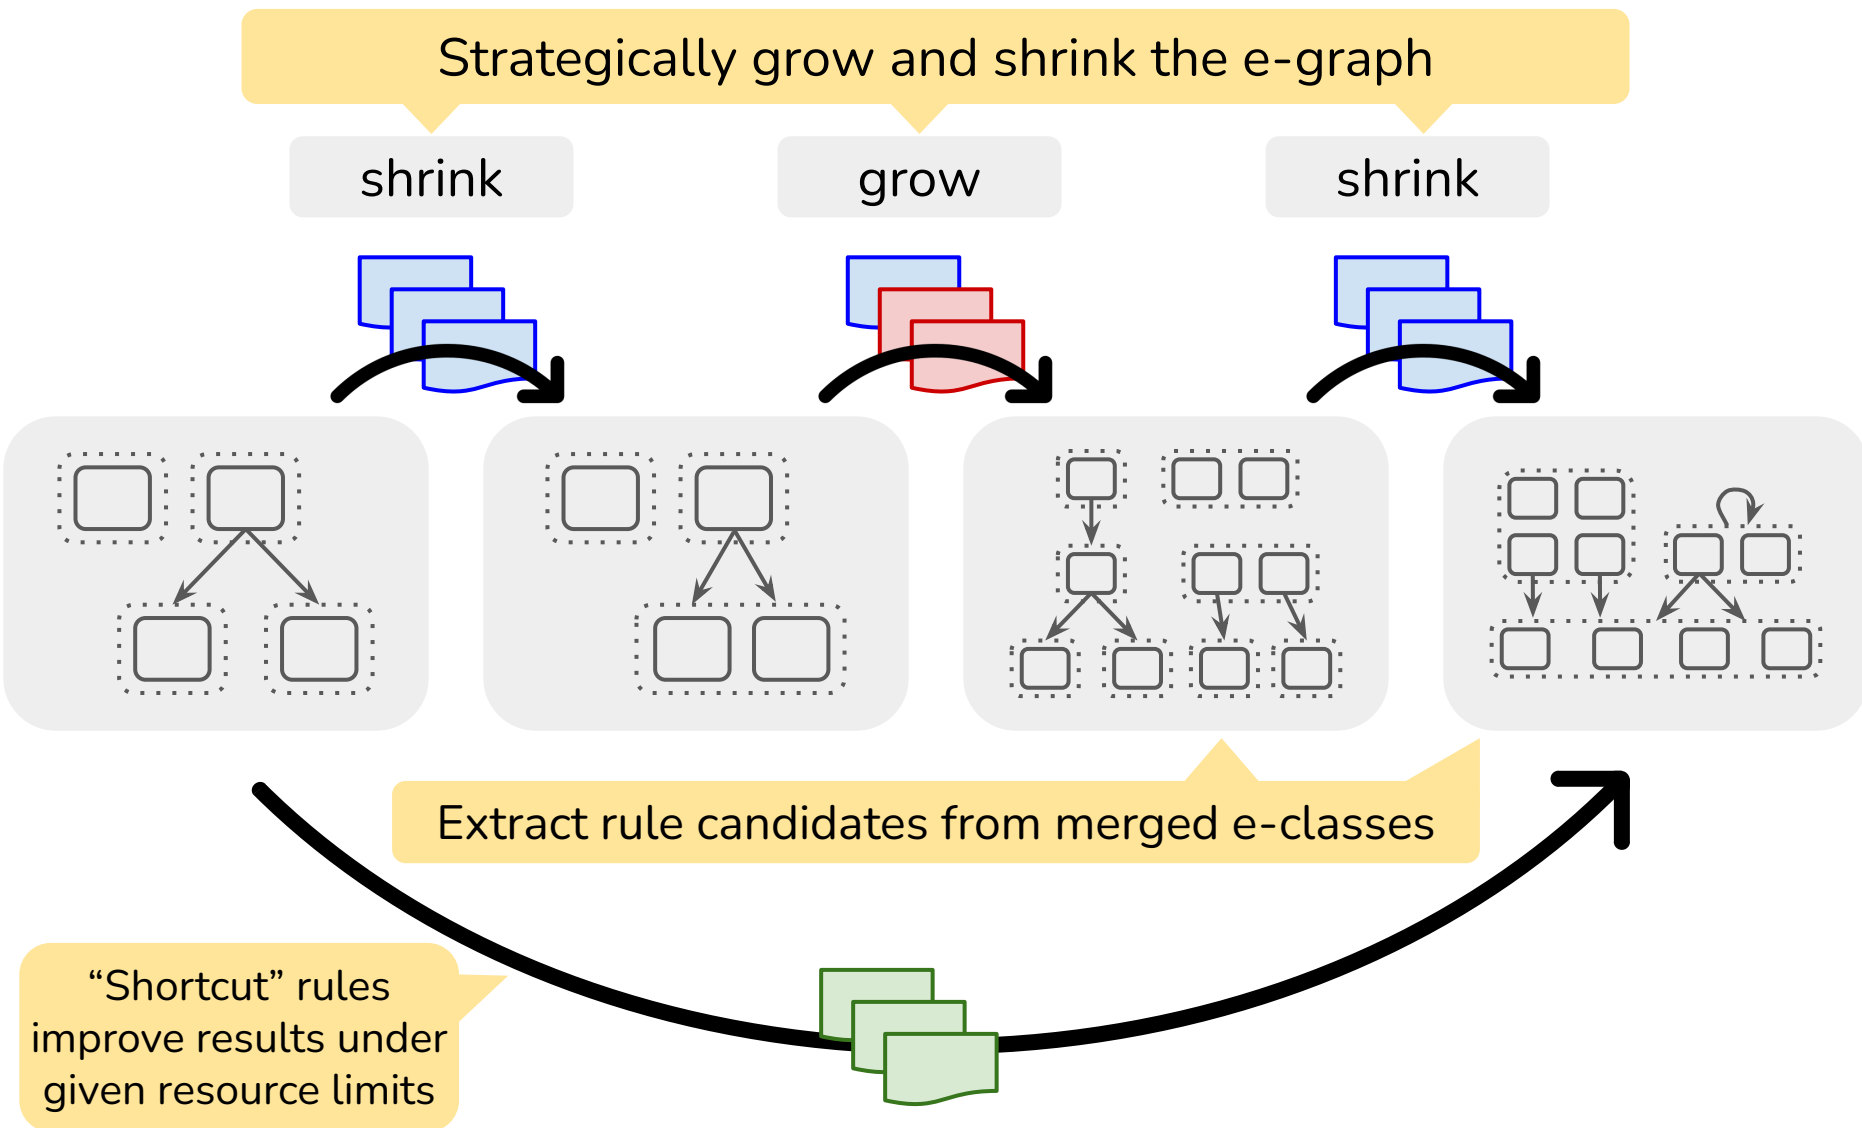 Strategically grow and shrink the e-graph
shrink
grow
shrink
Extract rule candidates from merged e-classes
“Shortcut” rules
improve results under
given resource limits